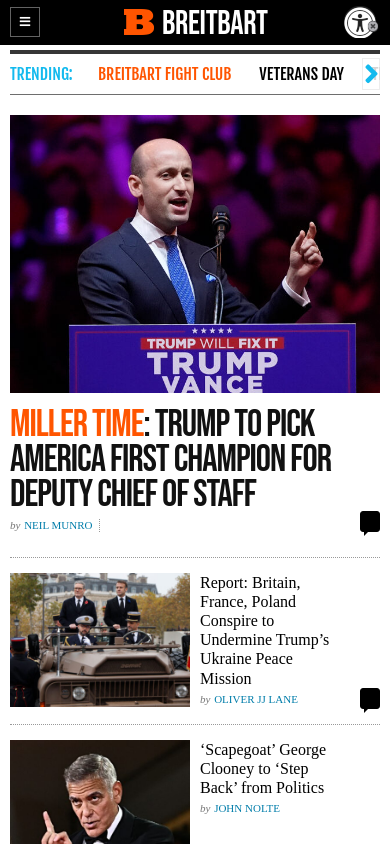 BREITBART
TRENDING: BREITBART FIGHT CLUB VETERANS DAY
TRUMP WILL FIX IT
TRUMP
VANCE
MILLER TIME: TRUMP TO PICK
AMERICA FIRST CHAMPION FOR
DEPUTY CHIEF OF STAFF
by NEIL MUNRO
Report: Britain,
France, Poland
Conspire to
Undermine Trump’s
Ukraine Peace
Mission
by OLIVER JJ LANE
‘Scapegoat’ George
Clooney to ‘Step
Back’ from Politics
by JOHN NOLTE